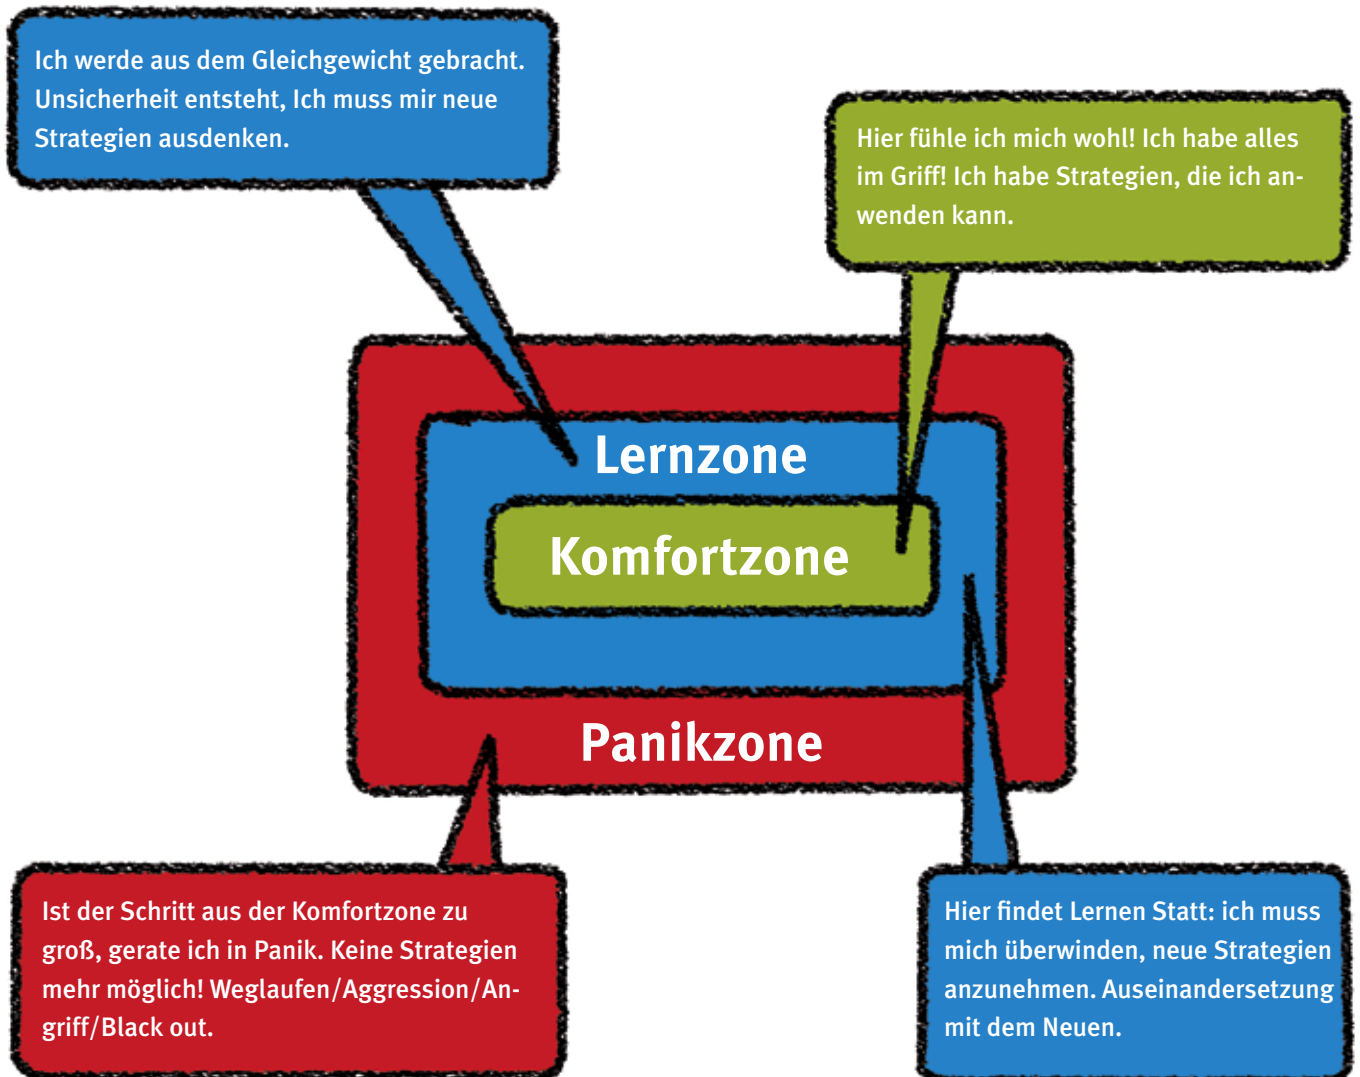 Ich werde aus dem Gleichgewicht gebracht.
Unsicherheit entsteht, Ich muss mir neue
Strategien ausdenken.
Hier fühle ich mich wohl! Ich habe alles
im Griff! Ich habe Strategien, die ich an-
wenden kann.
Lernzone
Komfortzone
Panikzone
Ist der Schritt aus der Komfortzone zu
groß, gerate ich in Panik. Keine Strategien
mehr möglich! Weglaufen/Aggression/An-
griff/Black out.
Hier findet Lernen Statt: ich muss
mich überwinden, neue Strategien
anzunehmen. Auseinandersetzung
mit dem Neuen.